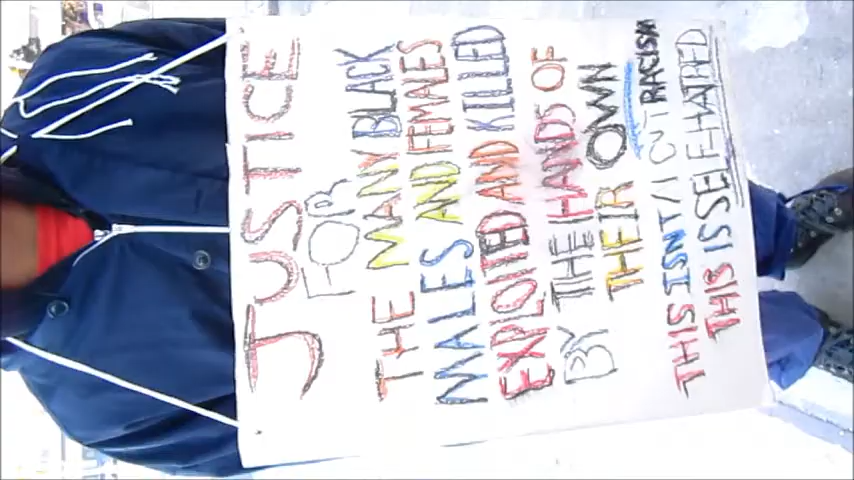 JUSTICE
FOR
THE MANY BLACK
MALES AND FEMALES
EXPLOITED AND KILLED
BY THE HANDS OF
THEIR OWN
THIS ISNT RACISM
THIS IS SELF-HATRED